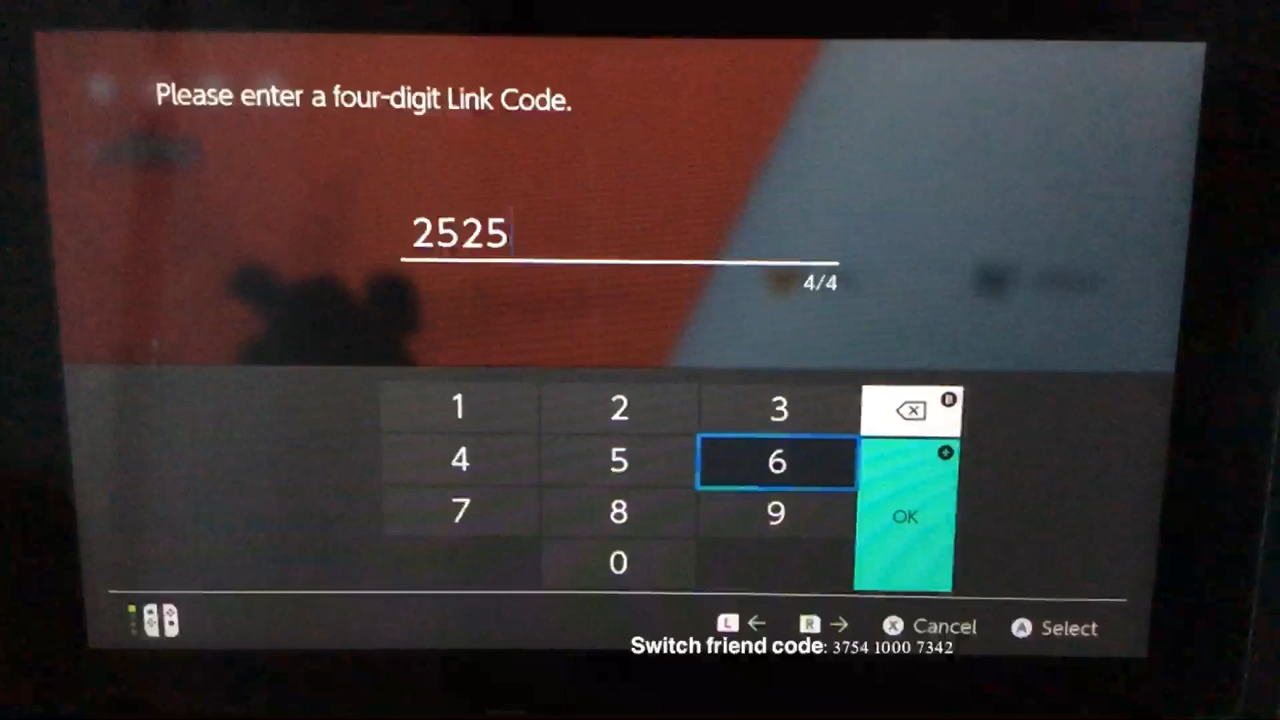 Please enter a four-digit Link Code.
2525
4/4
1 2 3
4 5 6
7 8 9
OK
0
L ← R → X Cancel A Select
Switch friend code: 3754 1000 7342